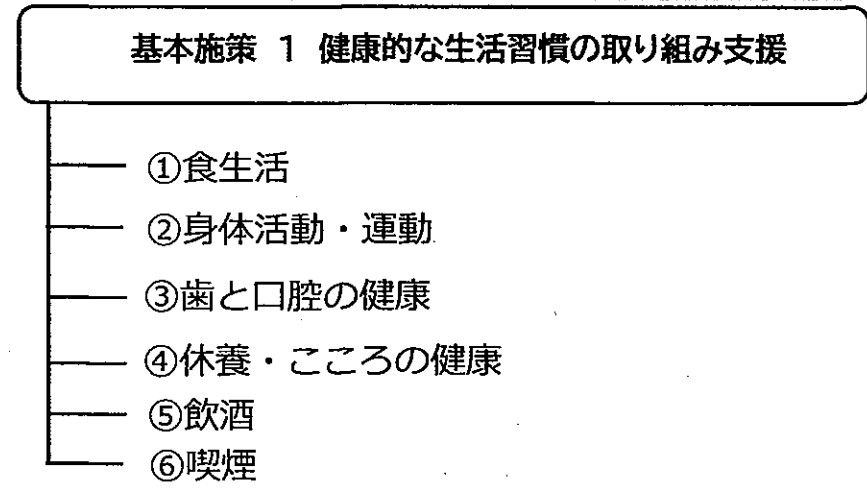 基本施策 1 健康的な生活習慣の取り組み支援
①食生活
②身体活動・運動
③歯と口腔の健康
④休養・こころの健康
⑤飲酒
⑥喫煙